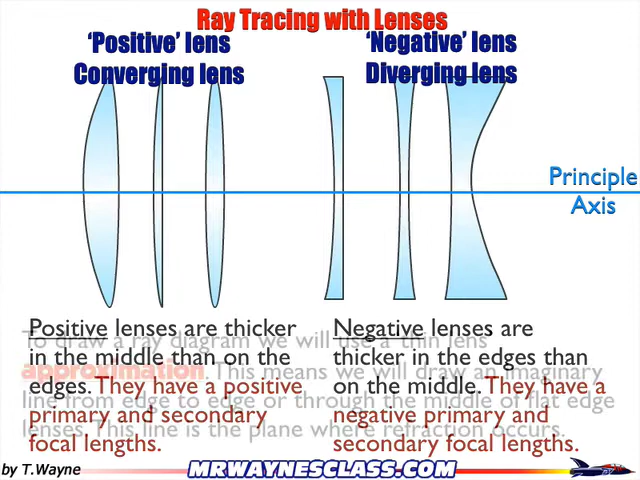 Ray Tracing with Lenses
‘Positive’ lens
Converging lens
‘Negative’ lens
Diverging lens
Principle
Axis
Positive lenses are thicker
in the middle than on the
edges. They have a positive
primary and secondary
focal lengths.
Negative lenses are
thicker in the edges than
on the middle. They have a
negative primary and
secondary focal lengths.
To draw a ray diagram we will use a thin lens
approximation. This means we will draw an imaginary
line from edge to edge or through the middle of flat edge
lenses. This line is the plane where refraction occurs.
by T.Wayne
MRWAYNESCLASS.COM